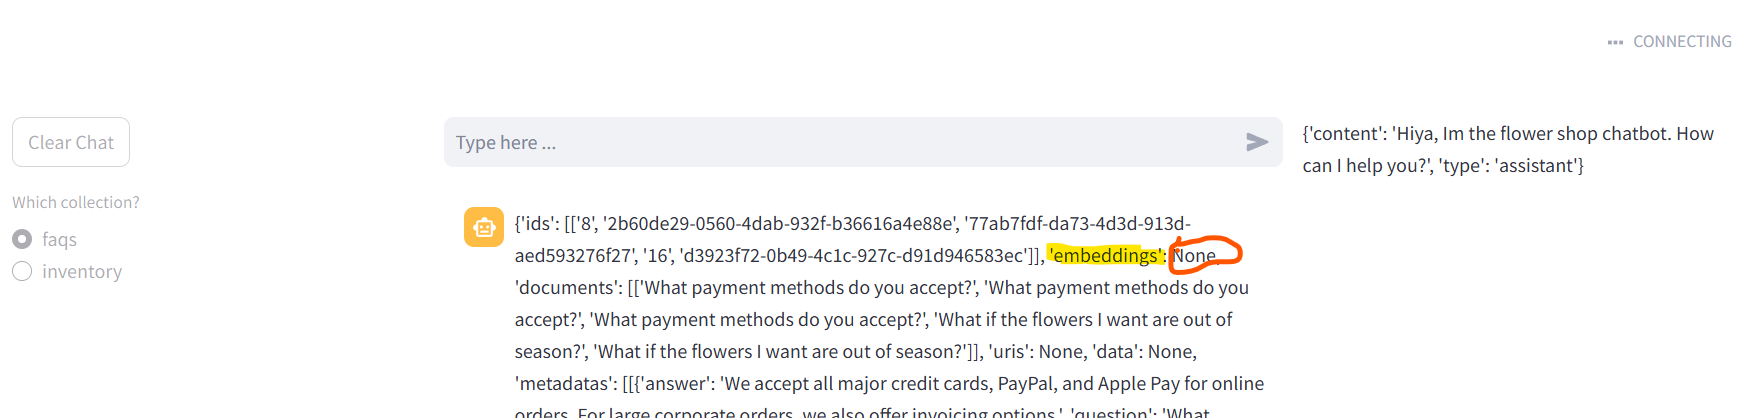 CONNECTING
Clear Chat
Which collection?
faqs
inventory
Type here ...
{'ids': [['8', '2b60de29-0560-4dab-932f-b36616a4e88e', '77ab7fdf-da73-4d3d-913d-
aed593276f27', '16', 'd3923f72-0b49-4c1c-927c-d91d946583ec']], 'embeddings': None,
'documents': [['What payment methods do you accept?', 'What payment methods do you
accept?', 'What payment methods do you accept?', 'What if the flowers I want are out of
season?', 'What if the flowers I want are out of season?']], 'uris': None, 'data': None,
'metadatas': [[{'answer': 'We accept all major credit cards, PayPal, and Apple Pay for online
orders. For large corporate orders, we also offer invoicing options.', 'question': 'What
{'content': 'Hiya, Im the flower shop chatbot. How
can I help you?', 'type': 'assistant'}